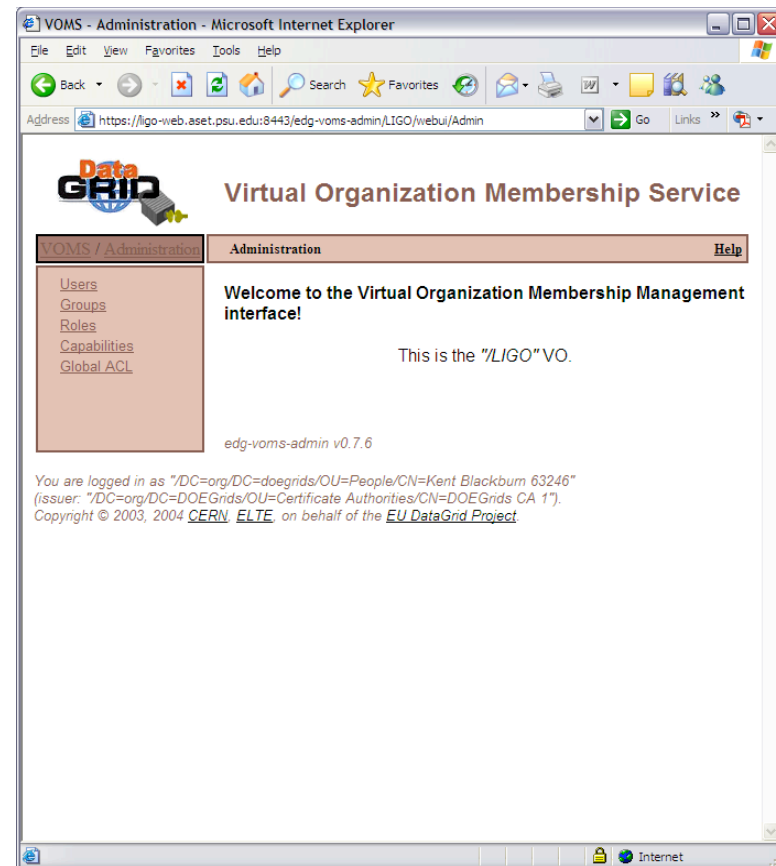 VOMS - Administration - Microsoft Internet Explorer
File Edit View Favorites Tools Help
Back Search Favorites
Address https://ligo-web.aset.psu.edu:8443/edg-voms-admin/LIGO/webui/Admin Go Links »
Data
GRID
Virtual Organization Membership Service
VOMS / Administration
Administration Help
Users
Groups
Roles
Capabilities
Global ACL
Welcome to the Virtual Organization Membership Management
interface!
This is the "/LIGO" VO.
edg-voms-admin v0.7.6
You are logged in as "/DC=org/DC=doegrids/OU=People/CN=Kent Blackburn 63246"
(issuer: "/DC=org/DC=DOEGrids/OU=Certificate Authorities/CN=DOEGrids CA 1").
Copyright © 2003, 2004 CERN, ELTE, on behalf of the EU DataGrid Project.
Internet